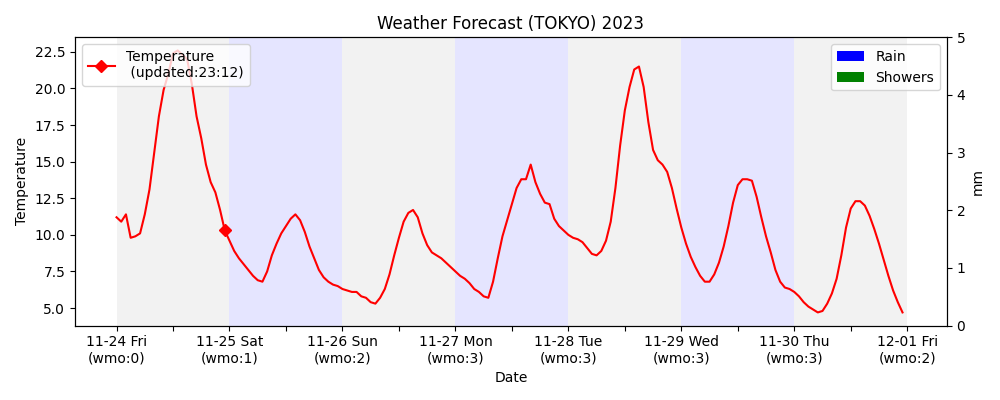 Weather Forecast (TOKYO) 2023
Temperature
(updated:23:12)
Rain
Showers
Temperature
22.5
20.0
17.5
15.0
12.5
10.0
7.5
5.0
5
4
3
2
1
0
mm
11-24 Fri
(wmo:0)
11-25 Sat
(wmo:1)
11-26 Sun
(wmo:2)
11-27 Mon
(wmo:3)
11-28 Tue
(wmo:3)
11-29 Wed
(wmo:3)
11-30 Thu
(wmo:3)
12-01 Fri
(wmo:2)
Date